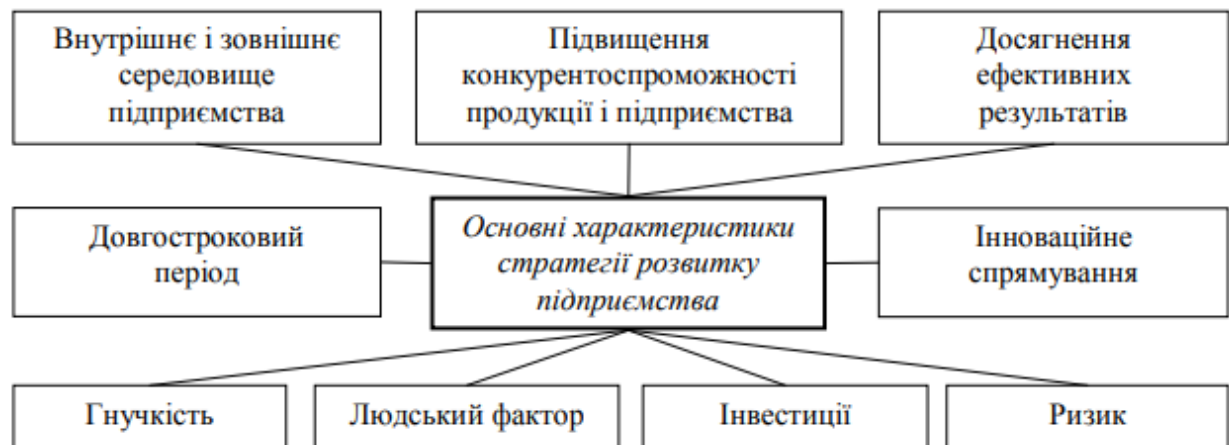 Внутрішнє і зовнішнє
середовище
підприємства
Підвищення
конкурентоспроможності
продукції і підприємства
Досягнення
ефективних
результатів
Довгостроковий
період
Основні характеристики
стратегії розвитку
підприємства
Інноваційне
спрямування
Гнучкість
Людський фактор
Інвестиції
Ризик